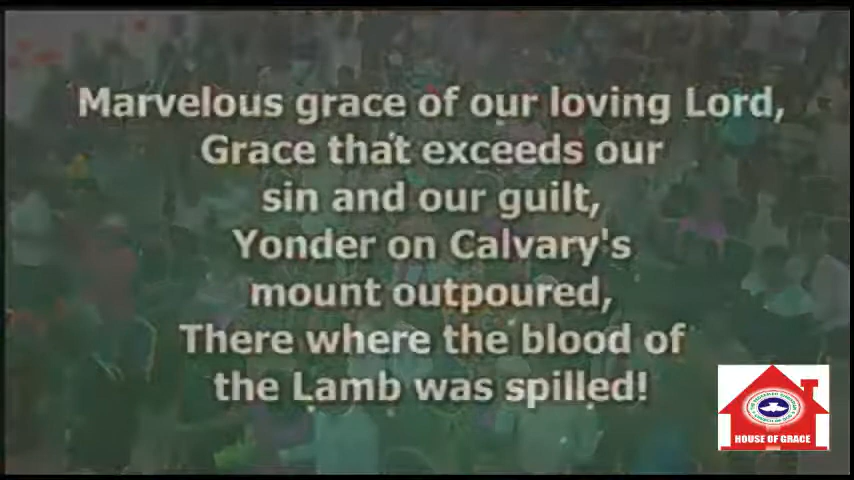 Marvelous grace of our loving Lord,
Grace that exceeds our
sin and our guilt,
Yonder on Calvary's
mount outpoured,
There where the blood of
the Lamb was spilled!
HOUSE OF GRACE